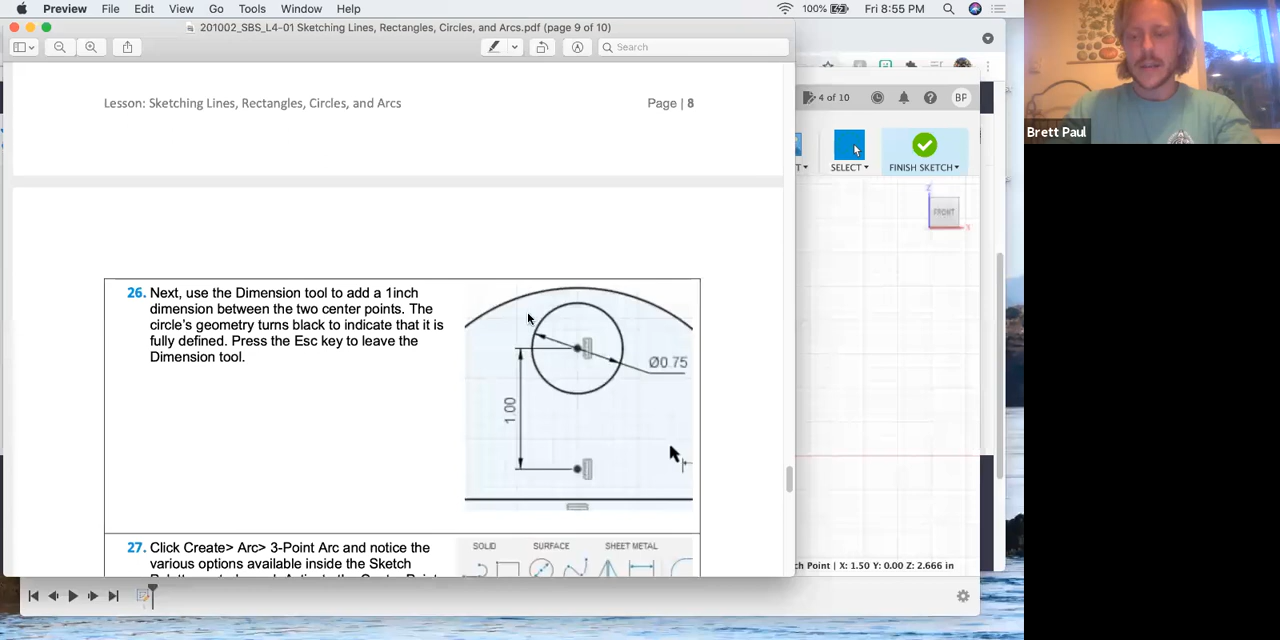 Preview File Edit View Go Tools Window Help
100% Fri 8:55 PM
201002_SBS_L4-01 Sketching Lines, Rectangles, Circles, and Arcs.pdf (page 9 of 10)
Search
Lesson: Sketching Lines, Rectangles, Circles, and Arcs Page | 8
4 of 10 BF
SELECT FINISH SKETCH
Z
FRONT
X
Brett Paul
26. Next, use the Dimension tool to add a 1inch
dimension between the two center points. The
circle's geometry turns black to indicate that it is
fully defined. Press the Esc key to leave the
Dimension tool.
Ø0.75
1.00
27. Click Create> Arc> 3-Point Arc and notice the
various options available inside the Sketch
SOLID SURFACE SHEET METAL
ch Point | X: 1.50 Y: 0.00 Z: 2.666 in